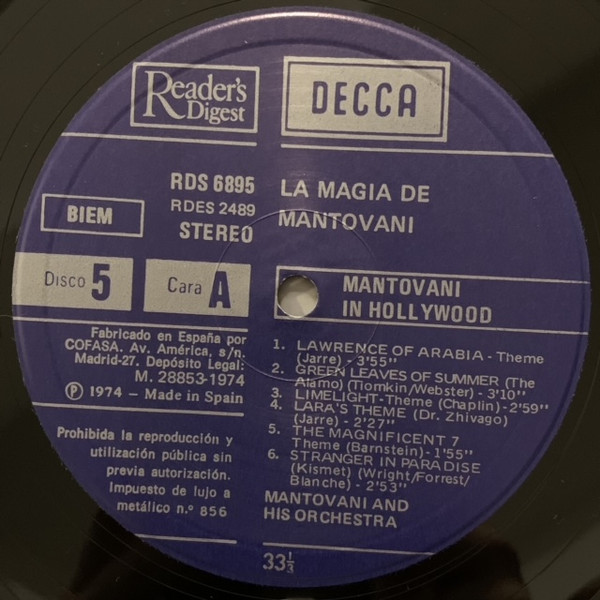 Reader's
Digest
DECCA
RDS 6895
RDES 2489
STEREO
BIEM
LA MAGIA DE
MANTOVANI
Disco 5
Cara A
MANTOVANI
IN HOLLYWOOD
Fabricado en España por
COFASA. Av. América, s/n.
Madrid-27. Depósito Legal:
M. 28853-1974
Ⓟ 1974 - Made in Spain
Prohibida la reproducción y
utilización pública sin
previa autorización.
Impuesto de lujo a
metálico n.º 856
1. LAWRENCE OF ARABIA - Theme
(Jarre) - 3'55"
2. GREEN LEAVES OF SUMMER (The
Alamo) (Tiomkin/Webster) - 3'10"
3. LIMELIGHT-Theme (Chaplin) - 2'59"
4. LARA'S THEME (Dr. Zhivago)
(Jarre) - 2'27"
5. THE MAGNIFICENT 7
Theme (Barnstein) - 1'55"
6. STRANGER IN PARADISE
(Kismet) (Wright/Forrest/
Blanche) - 2'53"
MANTOVANI AND
HIS ORCHESTRA
33⅓